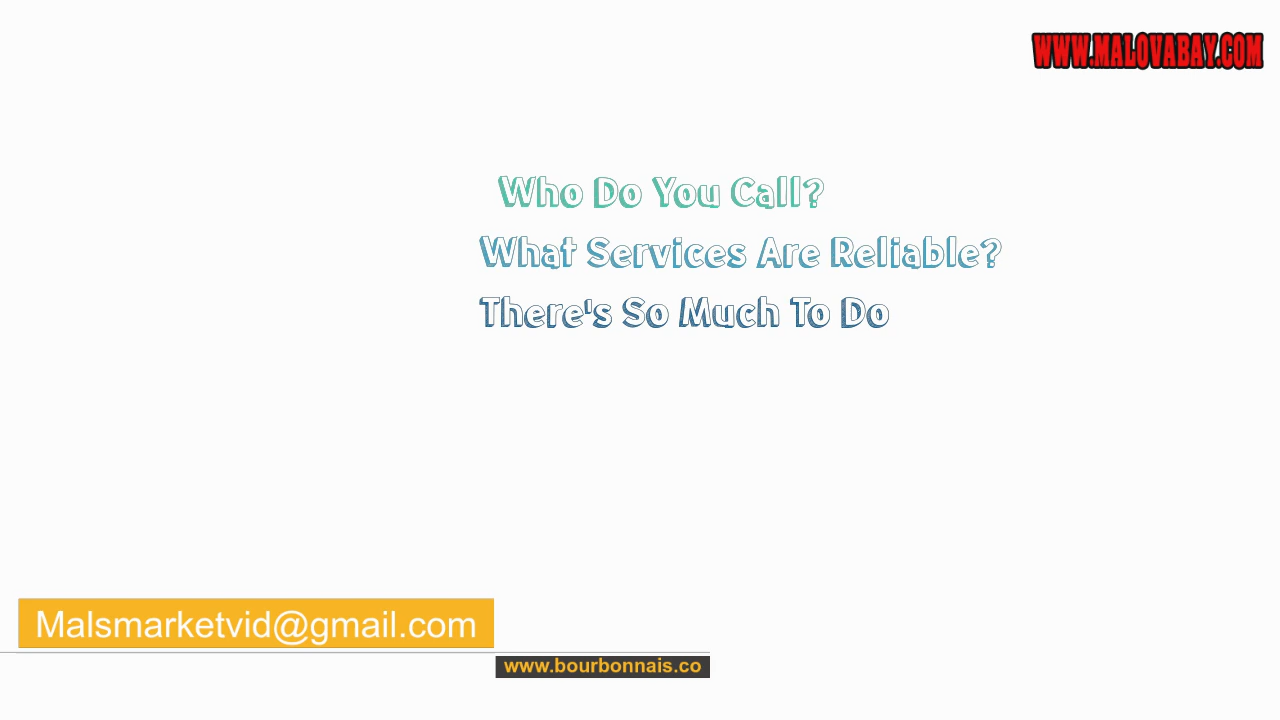 WWW.MALOVABAY.COM
Who Do You Call?
What Services Are Reliable?
There's So Much To Do
Malsmarketvid@gmail.com
www.bourbonnais.co